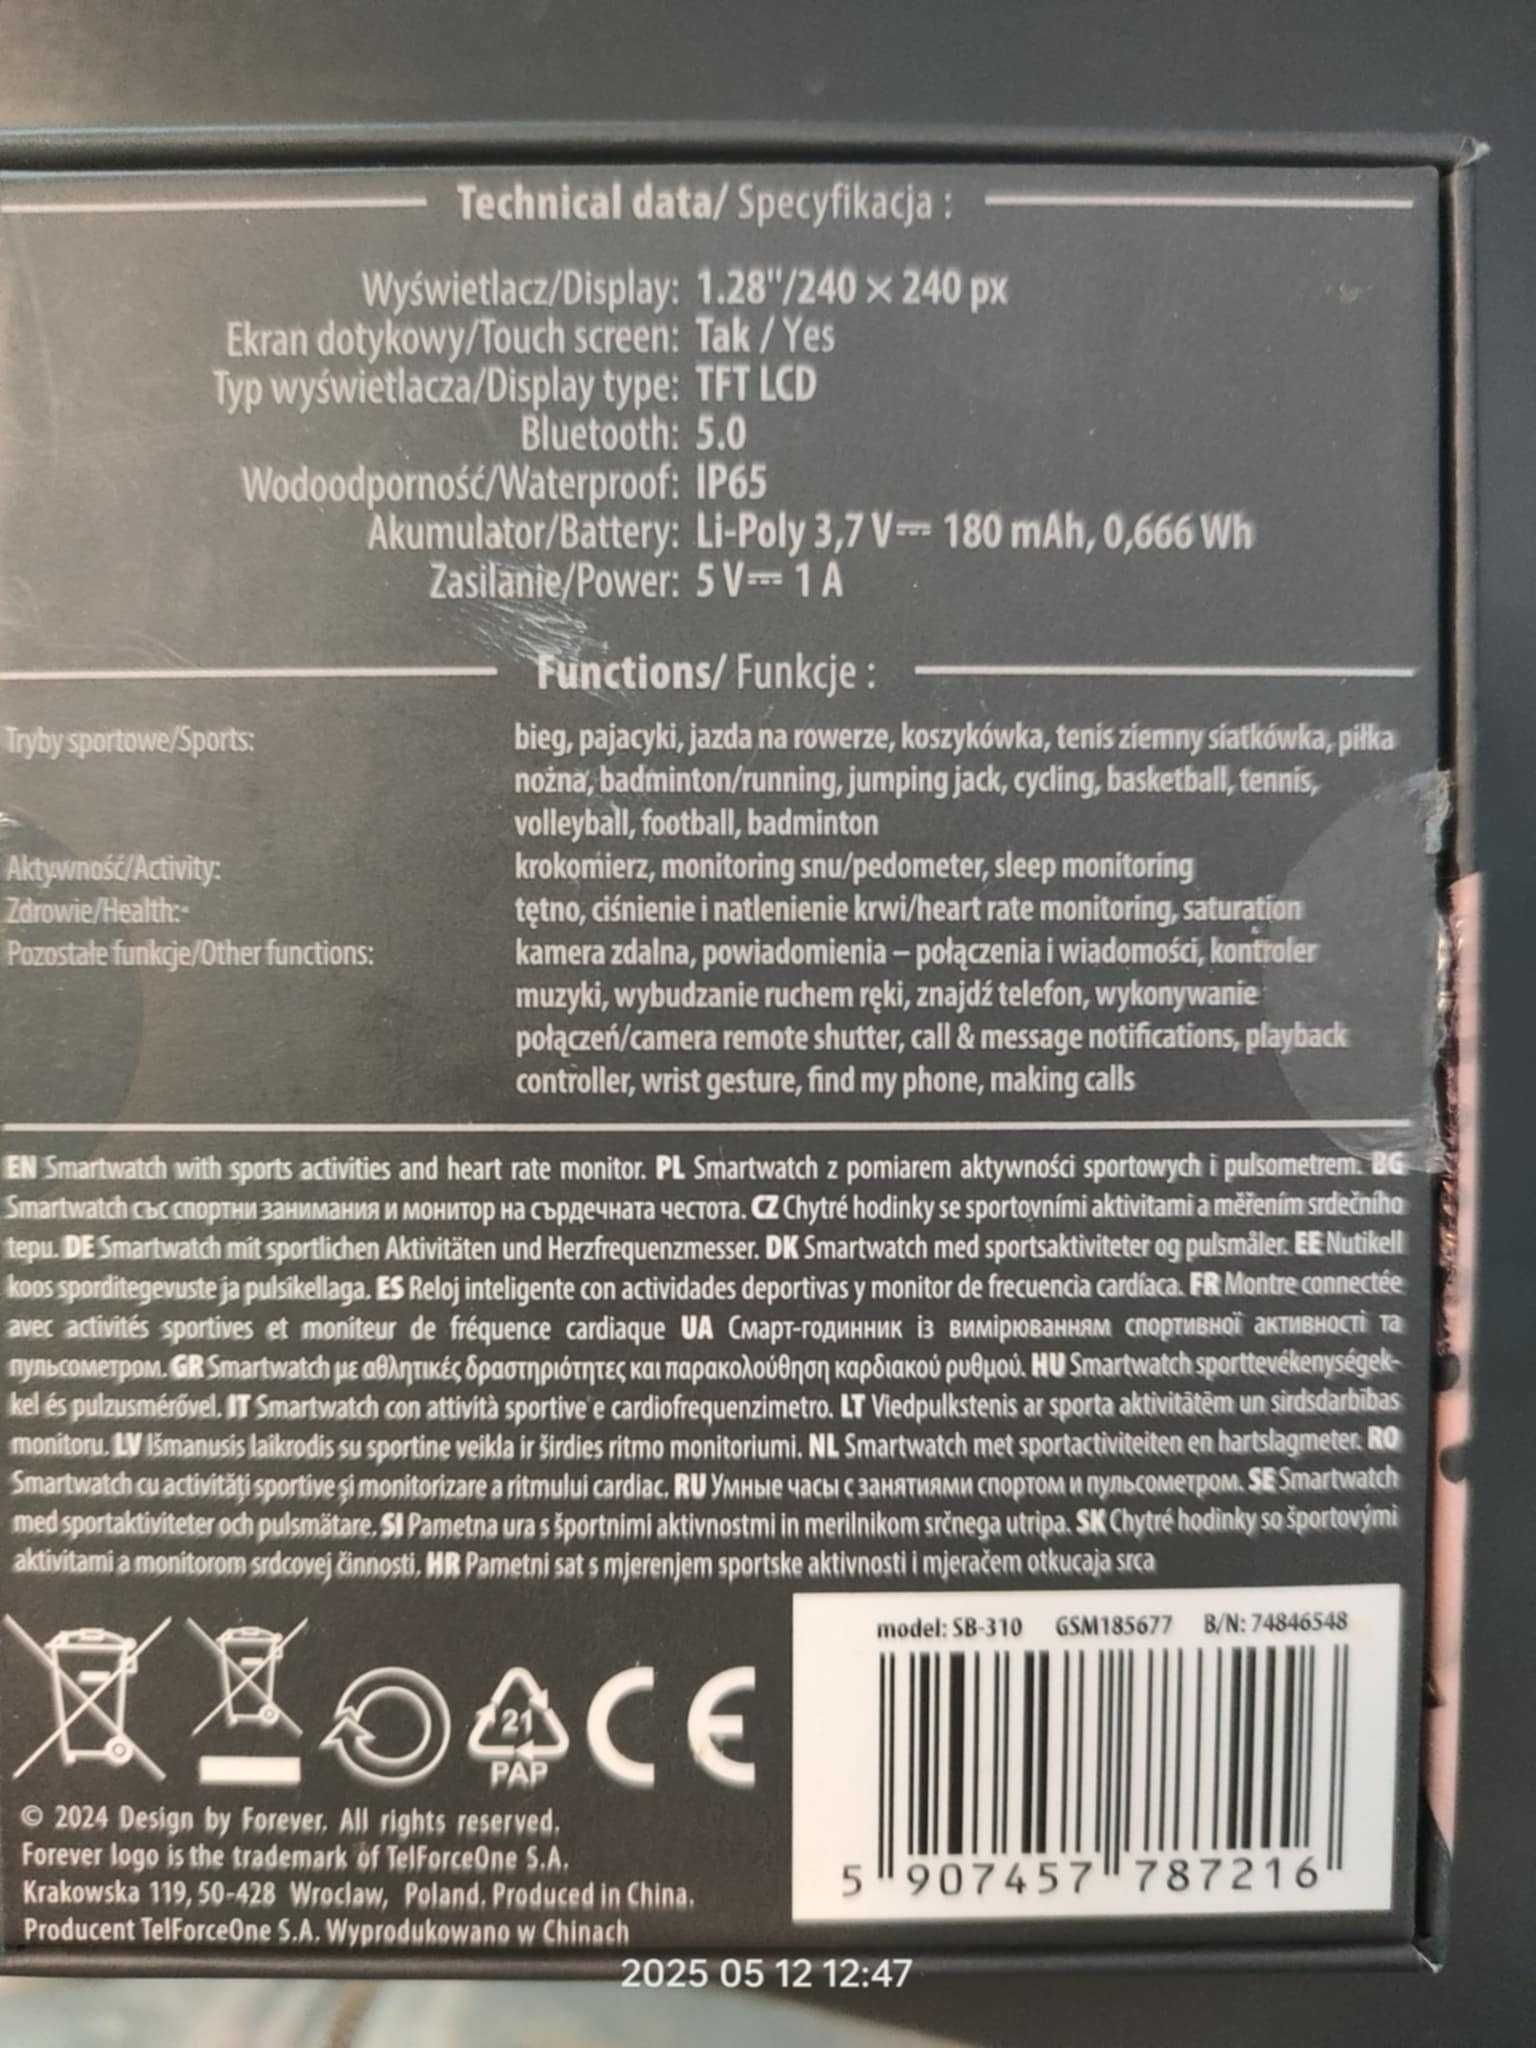 Technical data/ Specyfikacja :
Wyświetlacz/Display: 1.28"/240 × 240 px
Ekran dotykowy/Touch screen: Tak / Yes
Typ wyświetlacza/Display type: TFT LCD
Bluetooth: 5.0
Wodoodporność/Waterproof: IP65
Akumulator/Battery: Li-Poly 3,7 V⎓ 180 mAh, 0,666 Wh
Zasilanie/Power: 5 V⎓ 1 A
Functions/ Funkcje :
Tryby sportowe/Sports: bieg, pajacyki, jazda na rowerze, koszykówka, tenis ziemny siatkówka, piłka
nożna, badminton/running, jumping jack, cycling, basketball, tennis,
volleyball, football, badminton
Aktywność/Activity: krokomierz, monitoring snu/pedometer, sleep monitoring
Zdrowie/Health:- tętno, ciśnienie i natlenienie krwi/heart rate monitoring, saturation
Pozostałe funkcje/Other functions: kamera zdalna, powiadomienia – połączenia i wiadomości, kontroler
muzyki, wybudzanie ruchem ręki, znajdź telefon, wykonywanie
połączeń/camera remote shutter, call & message notifications, playback
controller, wrist gesture, find my phone, making calls
EN Smartwatch with sports activities and heart rate monitor. PL Smartwatch z pomiarem aktywności sportowych i pulsometrem. BG
Smartwatch със спортни занимания и монитор на сърдечната честота. CZ Chytré hodinky se sportovními aktivitami a měřením srdečního
tepu. DE Smartwatch mit sportlichen Aktivitäten und Herzfrequenzmesser. DK Smartwatch med sportsaktiviteter og pulsmåler. EE Nutikell
koos sporditegevuste ja pulsikellaga. ES Reloj inteligente con actividades deportivas y monitor de frecuencia cardíaca. FR Montre connectée
avec activités sportives et moniteur de fréquence cardiaque UA Смарт-годинник із вимірюванням спортивної активності та
пульсометром. GR Smartwatch με αθλητικές δραστηριότητες και παρακολούθηση καρδιακού ρυθμού. HU Smartwatch sporttevékenységek-
kel és pulzusmérővel. IT Smartwatch con attività sportive e cardiofrequenzimetro. LT Viedpulkstenis ar sporta aktivitātēm un sirdsdarbības
monitoru. LV Išmanusis laikrodis su sportine veikla ir širdies ritmo monitoriumi. NL Smartwatch met sportactiviteiten en hartslagmeter. RO
Smartwatch cu activități sportive și monitorizare a ritmului cardiac. RU Умные часы с занятиями спортом и пульсометром. SE Smartwatch
med sportaktiviteter och pulsmätare. SI Pametna ura s športnimi aktivnostmi in merilnikom srčnega utripa. SK Chytré hodinky so športovými
aktivitami a monitorom srdcovej činnosti. HR Pametni sat s mjerenjem sportske aktivnosti i mjeračem otkucaja srca
model: SB-310 GSM185677 B/N: 74846548
21
PAP
CE
5 907457 787216
© 2024 Design by Forever. All rights reserved.
Forever logo is the trademark of TelForceOne S.A.
Krakowska 119, 50-428 Wroclaw, Poland. Produced in China.
Producent TelForceOne S.A. Wyprodukowano w Chinach
2025 05 12 12:47